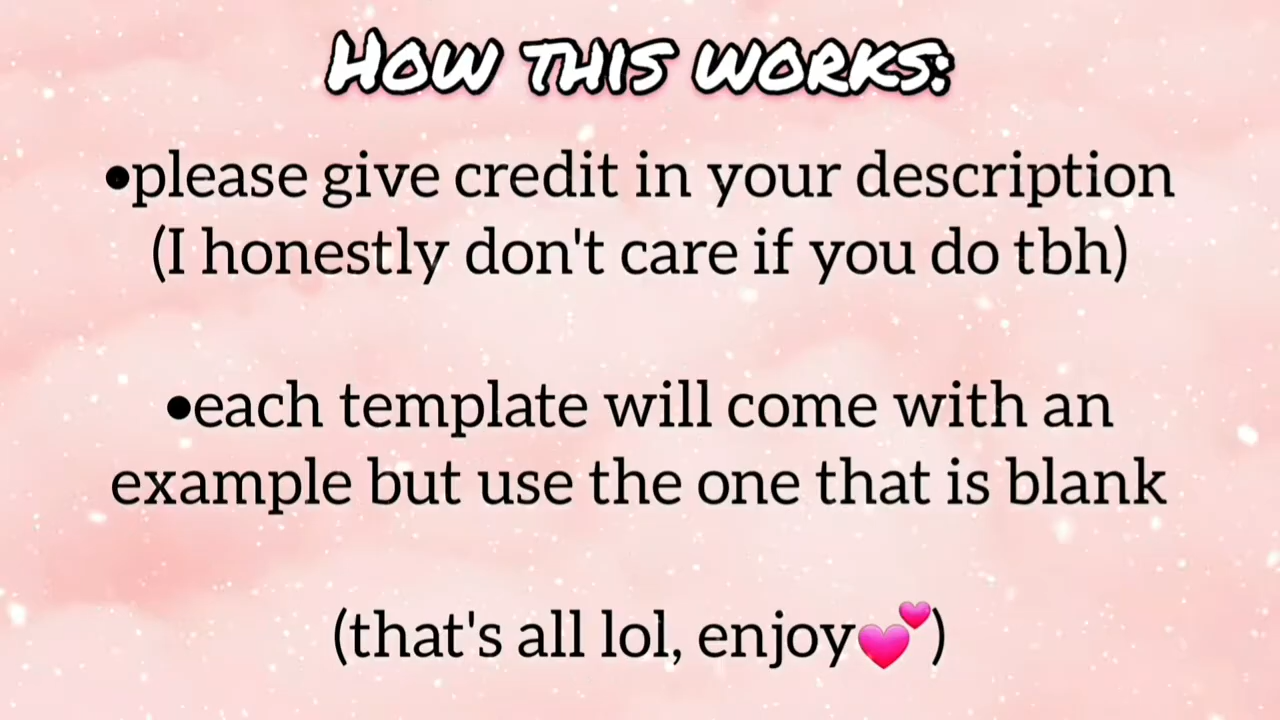 How this works:
•please give credit in your description
(I honestly don't care if you do tbh)
•each template will come with an
example but use the one that is blank
(that's all lol, enjoy💕)